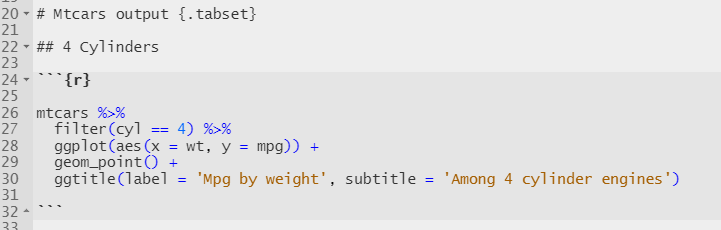 20 # Mtcars output {.tabset}
21
22 ## 4 Cylinders
23
24 ```{r}
25
26 mtcars %>%
27   filter(cyl == 4) %>%
28   ggplot(aes(x = wt, y = mpg)) +
29   geom_point() +
30   ggtitle(label = 'Mpg by weight', subtitle = 'Among 4 cylinder engines')
31
32 ```
33